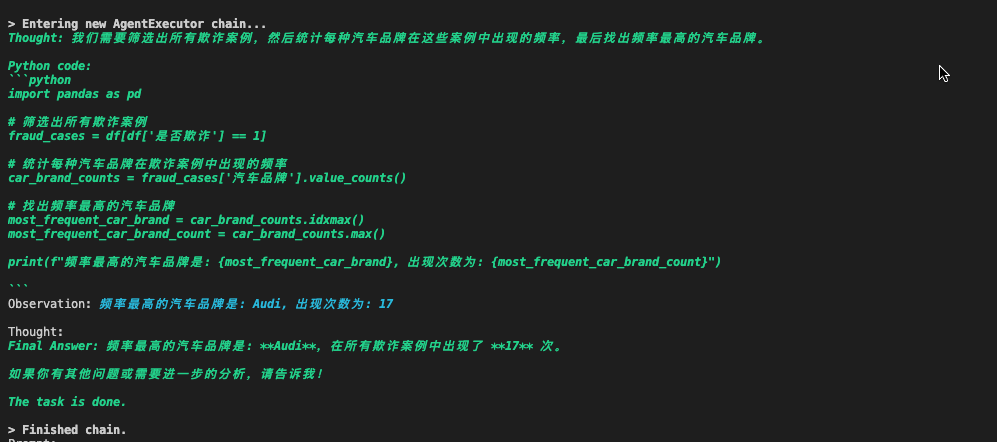 > Entering new AgentExecutor chain...
Thought: 我们需要筛选出所有欺诈案例，然后统计每种汽车品牌在这些案例中出现的频率，最后找出频率最高的汽车品牌。
Python code:
```python
import pandas as pd
# 筛选出所有欺诈案例
fraud_cases = df[df['是否欺诈'] == 1]
# 统计每种汽车品牌在欺诈案例中出现的频率
car_brand_counts = fraud_cases['汽车品牌'].value_counts()
# 找出频率最高的汽车品牌
most_frequent_car_brand = car_brand_counts.idxmax()
most_frequent_car_brand_count = car_brand_counts.max()
print(f"频率最高的汽车品牌是: {most_frequent_car_brand}, 出现次数为: {most_frequent_car_brand_count}")
```
Observation: 频率最高的汽车品牌是: Audi, 出现次数为: 17
Thought:
Final Answer: 频率最高的汽车品牌是: **Audi**, 在所有欺诈案例中出现了 **17** 次。
如果你有其他问题或需要进一步的分析，请告诉我！
The task is done.
> Finished chain.